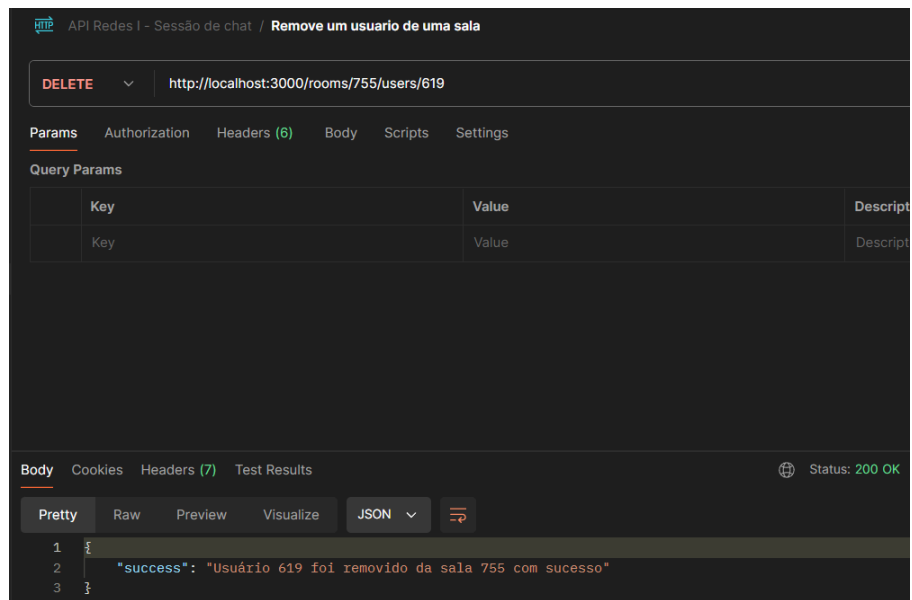 HTTP API Redes I - Sessão de chat / Remove um usuario de uma sala
DELETE http://localhost:3000/rooms/755/users/619
Params Authorization Headers (6) Body Scripts Settings
Query Params
Key Value Descript
Key Value Descript
Body Cookies Headers (7) Test Results Status: 200 OK
Pretty Raw Preview Visualize JSON
1 {
2 "success": "Usuário 619 foi removido da sala 755 com sucesso"
3 }